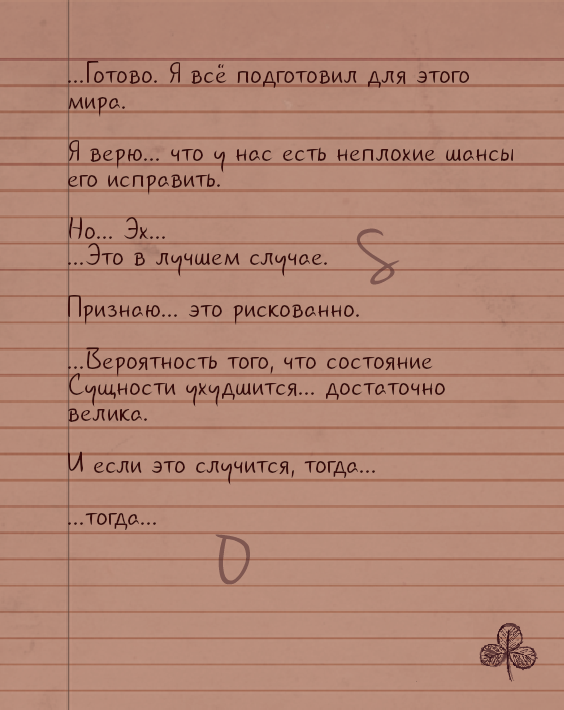 ...Готово. Я всё подготовил для этого
мира.
Я верю... что у нас есть неплохие шансы
его исправить.
Но... Эх...
...Это в лучшем случае.
S
Признаю... это рискованно.
...Вероятность того, что состояние
Сущности ухудшится... достаточно
велика.
И если это случится, тогда...
...тогда...
D